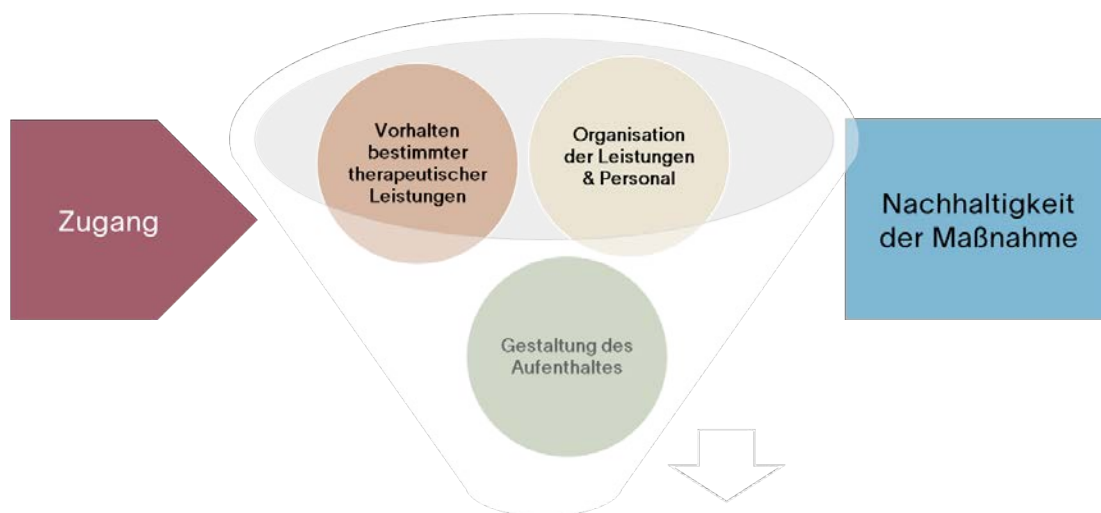 Zugang
Vorhalten
bestimmter
therapeutischer
Leistungen
Organisation
der Leistungen
& Personal
Gestaltung des
Aufenthaltes
Nachhaltigkeit
der Maßnahme